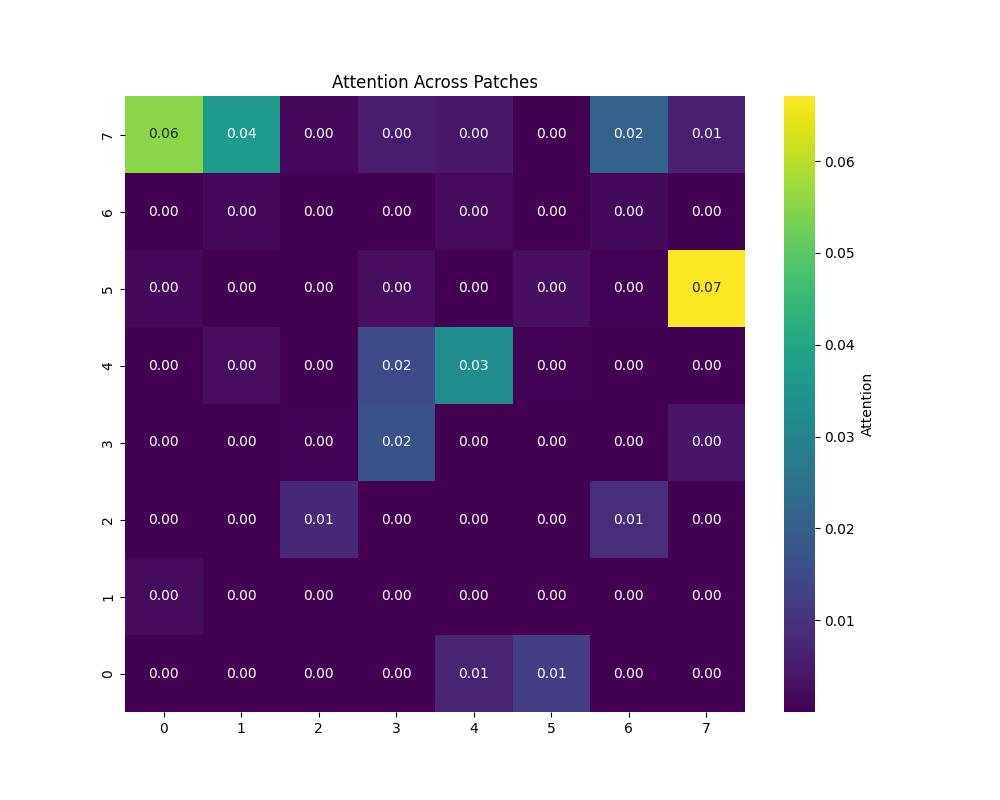 Attention Across Patches
7 0.06 0.04 0.00 0.00 0.00 0.00 0.02 0.01
6 0.00 0.00 0.00 0.00 0.00 0.00 0.00 0.00
5 0.00 0.00 0.00 0.00 0.00 0.00 0.00 0.07
4 0.00 0.00 0.00 0.02 0.03 0.00 0.00 0.00
3 0.00 0.00 0.00 0.02 0.00 0.00 0.00 0.00
2 0.00 0.00 0.01 0.00 0.00 0.00 0.01 0.00
1 0.00 0.00 0.00 0.00 0.00 0.00 0.00 0.00
0 0.00 0.00 0.00 0.00 0.01 0.01 0.00 0.00
0 1 2 3 4 5 6 7
0.06
0.05
0.04
0.03
0.02
0.01
Attention